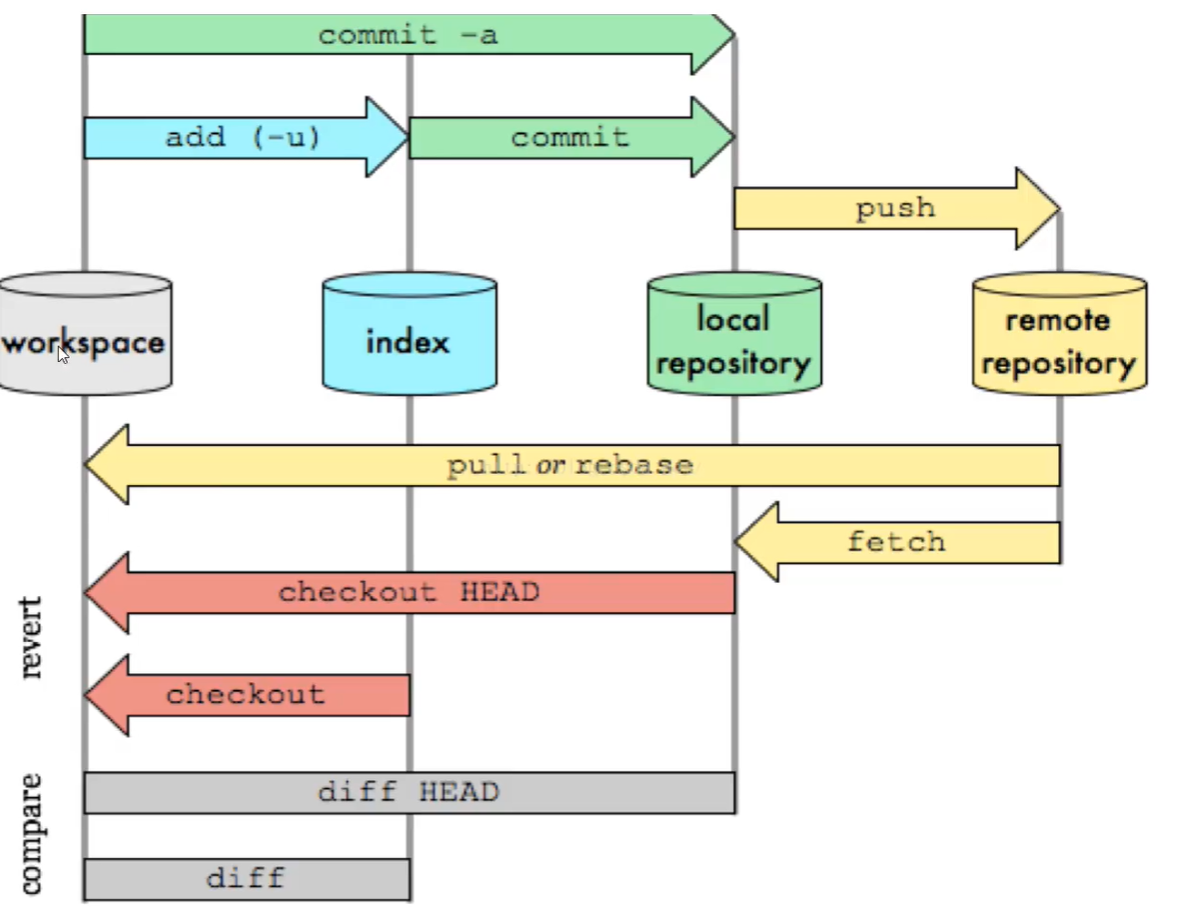 commit -a
add (-u)
commit
push
workspace
index
local
repository
remote
repository
pull or rebase
fetch
revert
checkout HEAD
checkout
compare
diff HEAD
diff